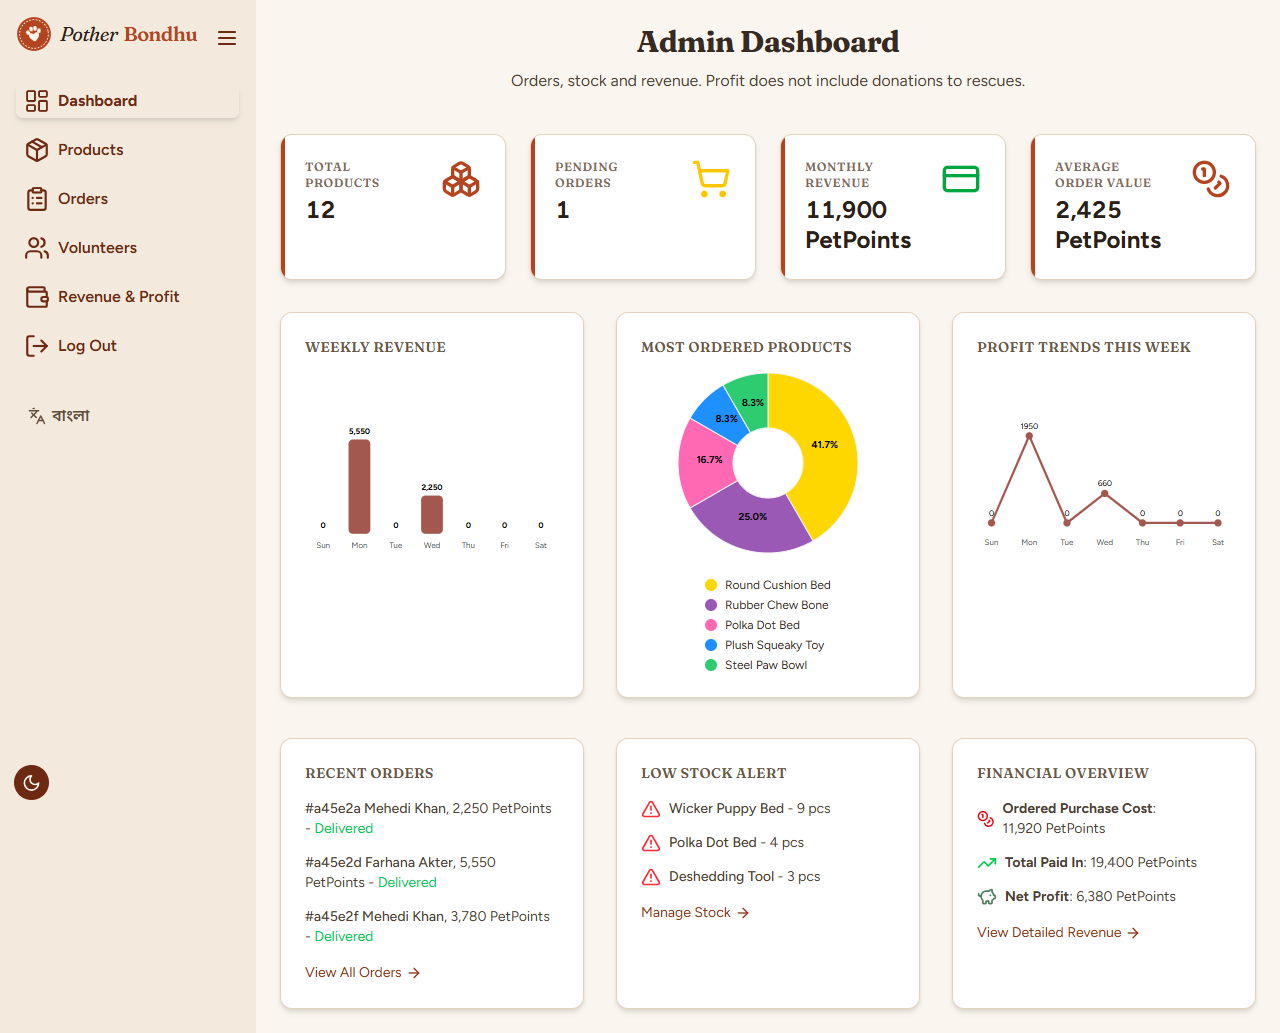 Pother Bondhu
Dashboard
Products
Orders
Volunteers
Revenue & Profit
Log Out
বাংলা
Admin Dashboard
Orders, stock and revenue. Profit does not include donations to rescues.
TOTAL
PRODUCTS
12
PENDING
ORDERS
1
MONTHLY
REVENUE
11,900
PetPoints
AVERAGE
ORDER VALUE
2,425
PetPoints
WEEKLY REVENUE
5,550
2,250
0 0 0 0 0
Sun Mon Tue Wed Thu Fri Sat
MOST ORDERED PRODUCTS
8.3%
8.3%
41.7%
16.7%
25.0%
Round Cushion Bed
Rubber Chew Bone
Polka Dot Bed
Plush Squeaky Toy
Steel Paw Bowl
PROFIT TRENDS THIS WEEK
1950
660
0 0 0 0 0
Sun Mon Tue Wed Thu Fri Sat
RECENT ORDERS
#a45e2a Mehedi Khan, 2,250 PetPoints
- Delivered
#a45e2d Farhana Akter, 5,550
PetPoints - Delivered
#a45e2f Mehedi Khan, 3,780 PetPoints
- Delivered
View All Orders →
LOW STOCK ALERT
Wicker Puppy Bed - 9 pcs
Polka Dot Bed - 4 pcs
Deshedding Tool - 3 pcs
Manage Stock →
FINANCIAL OVERVIEW
Ordered Purchase Cost:
11,920 PetPoints
Total Paid In: 19,400 PetPoints
Net Profit: 6,380 PetPoints
View Detailed Revenue →